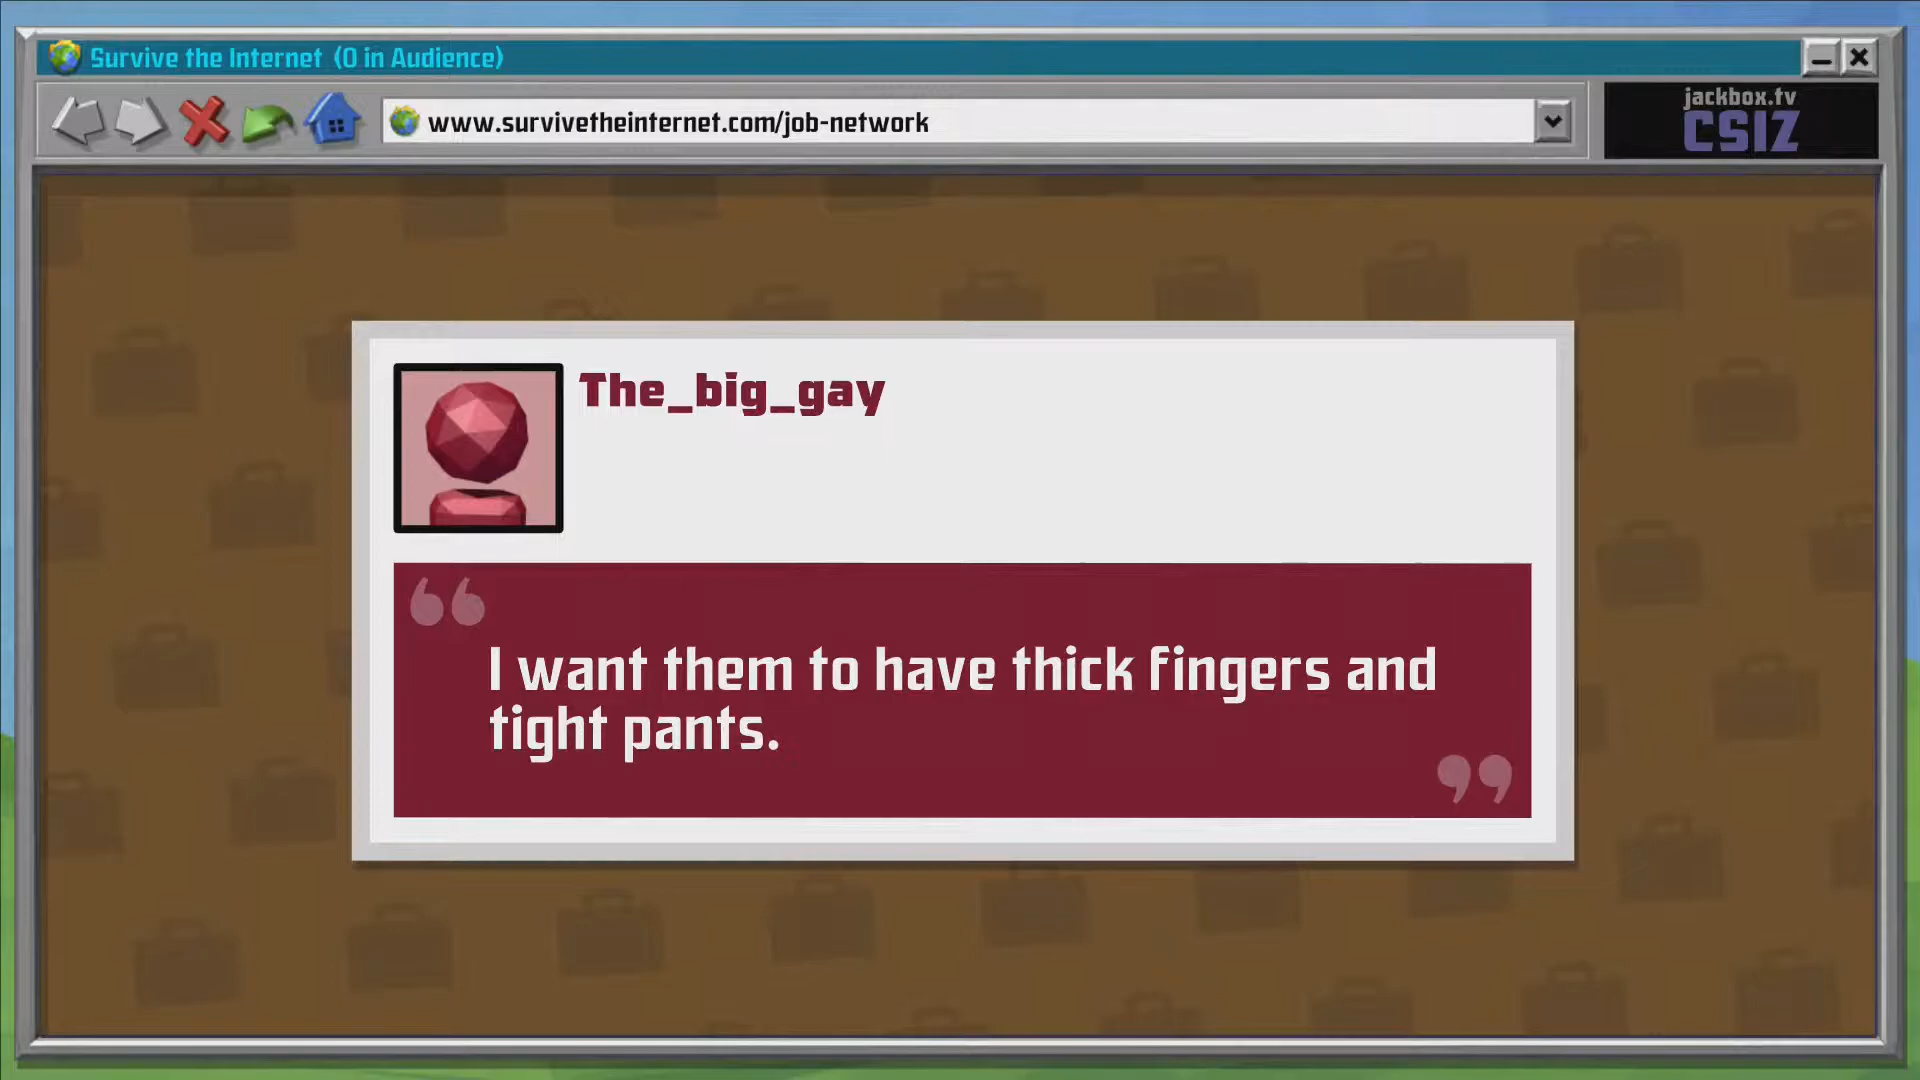 Survive the Internet (0 in Audience)
www.survivetheinternet.com/job-network
jackbox.tv
CSIZ
The_big_gay
“
I want them to have thick fingers and
tight pants.
”